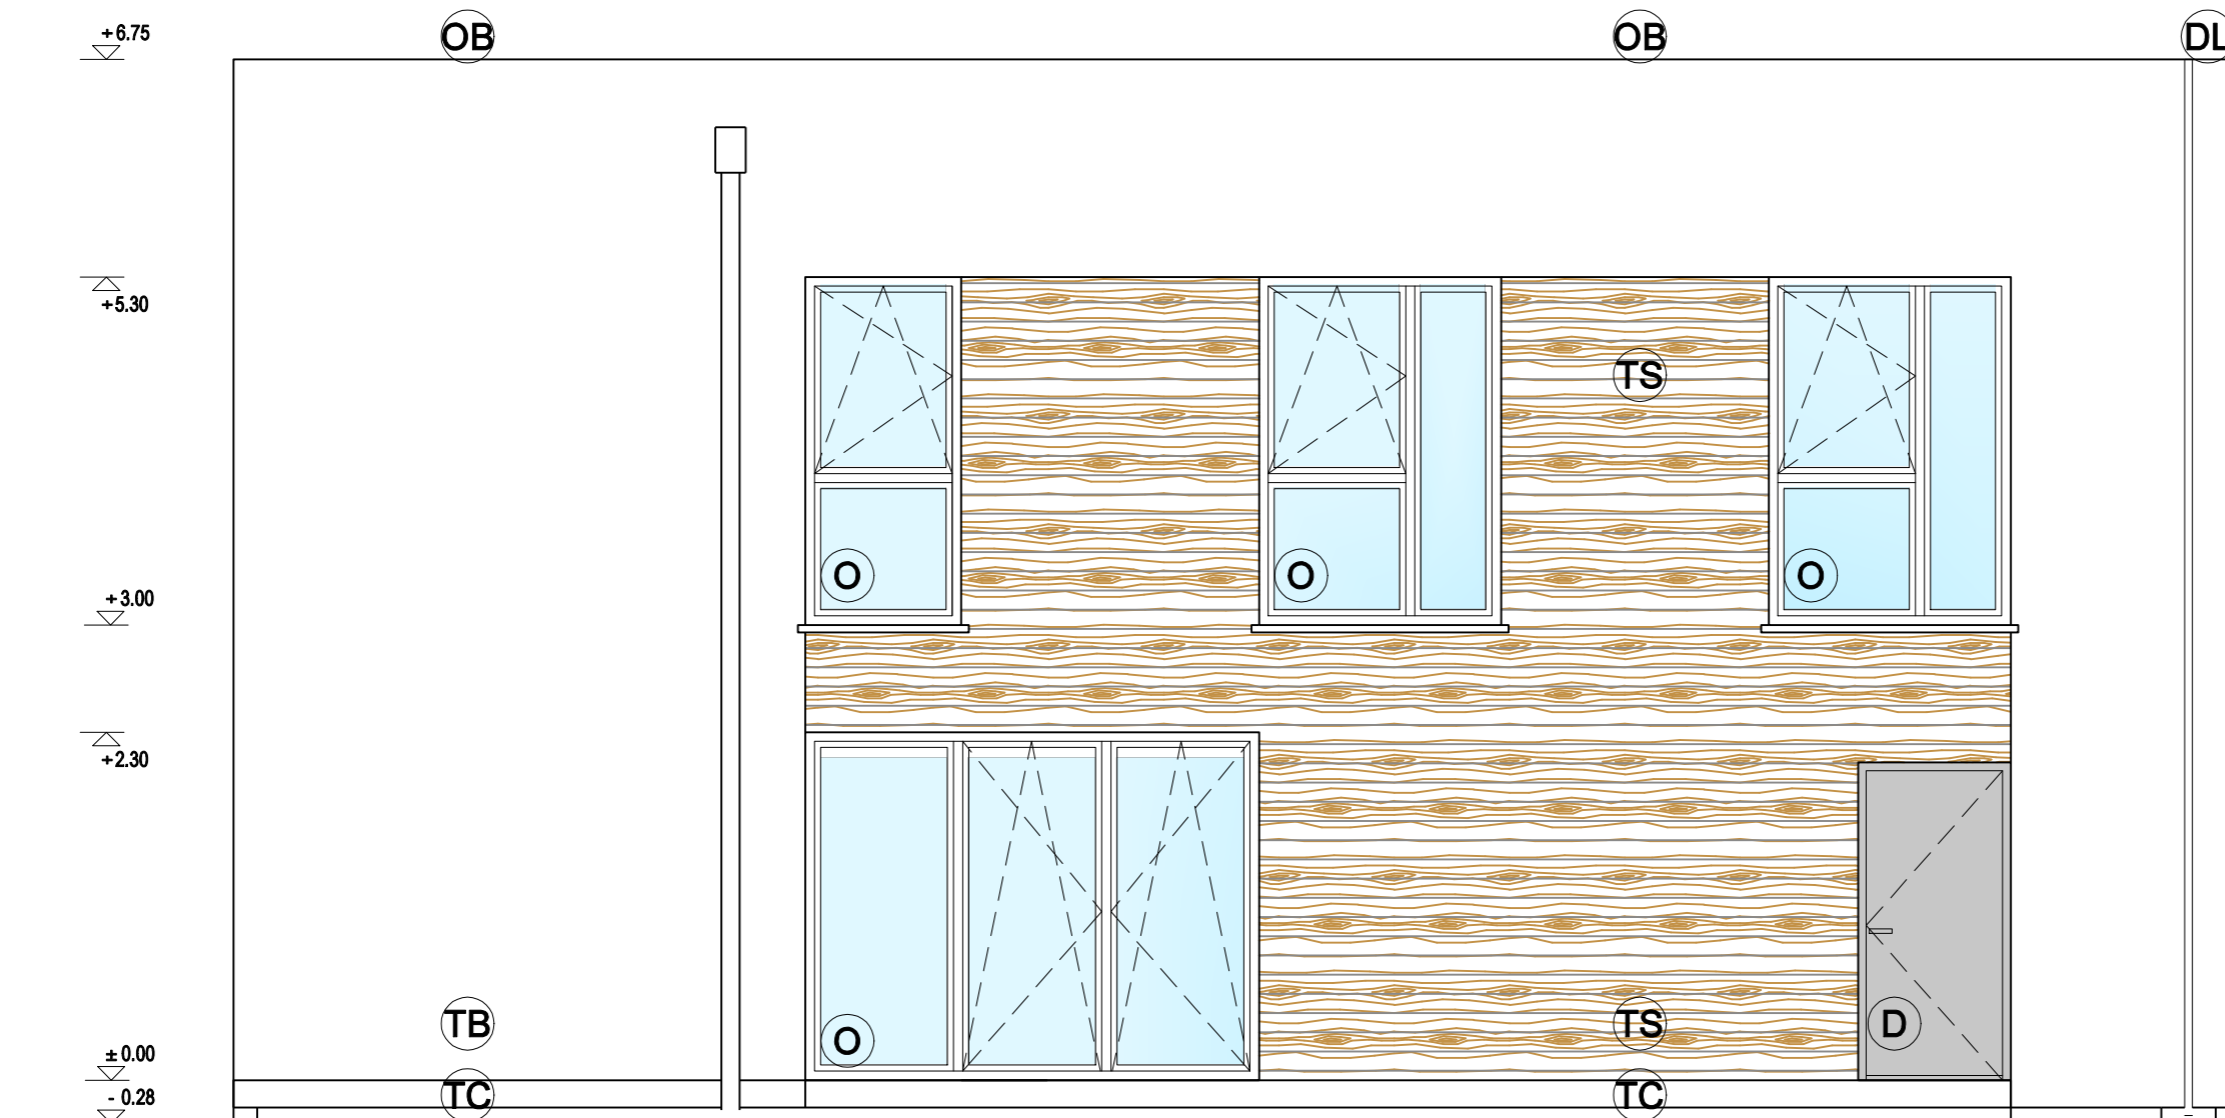 +6.75
OB
OB
DL
+5.30
TS
O
O
O
+3.00
+2.30
TB
O
TS
D
±0.00
TC
TC
- 0.28